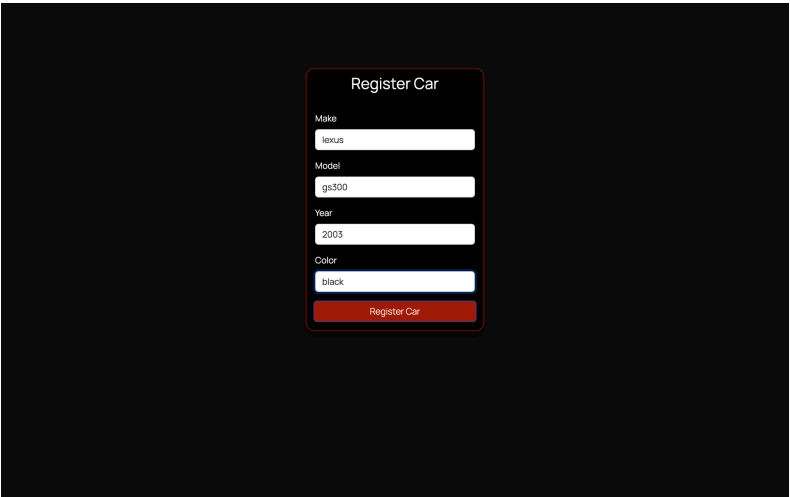 Register Car
Make
lexus
Model
gs300
Year
2003
Color
black
Register Car